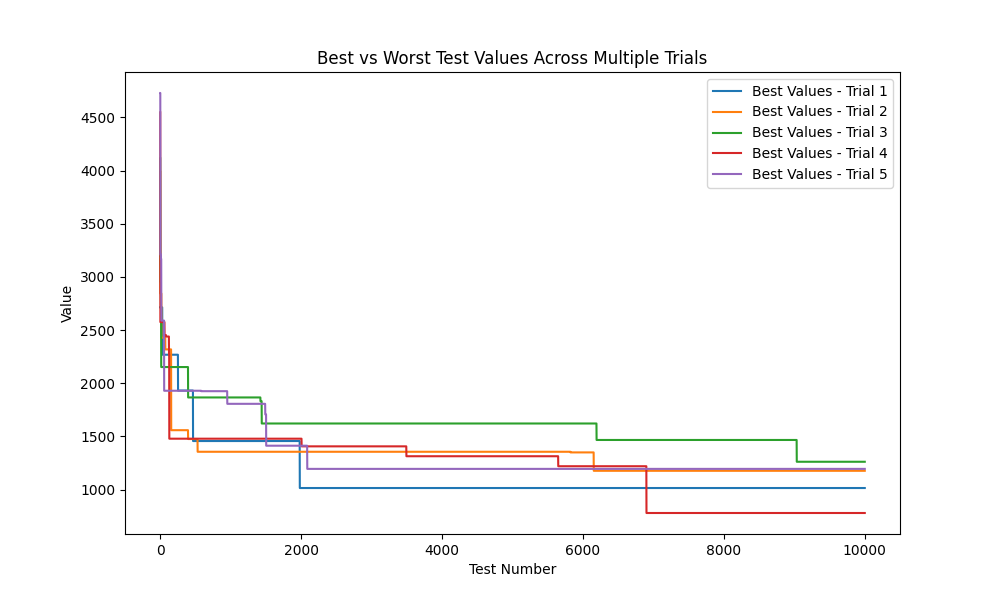 Best vs Worst Test Values Across Multiple Trials
Best Values - Trial 1
Best Values - Trial 2
Best Values - Trial 3
Best Values - Trial 4
Best Values - Trial 5
Value
4500
4000
3500
3000
2500
2000
1500
1000
0 2000 4000 6000 8000 10000
Test Number